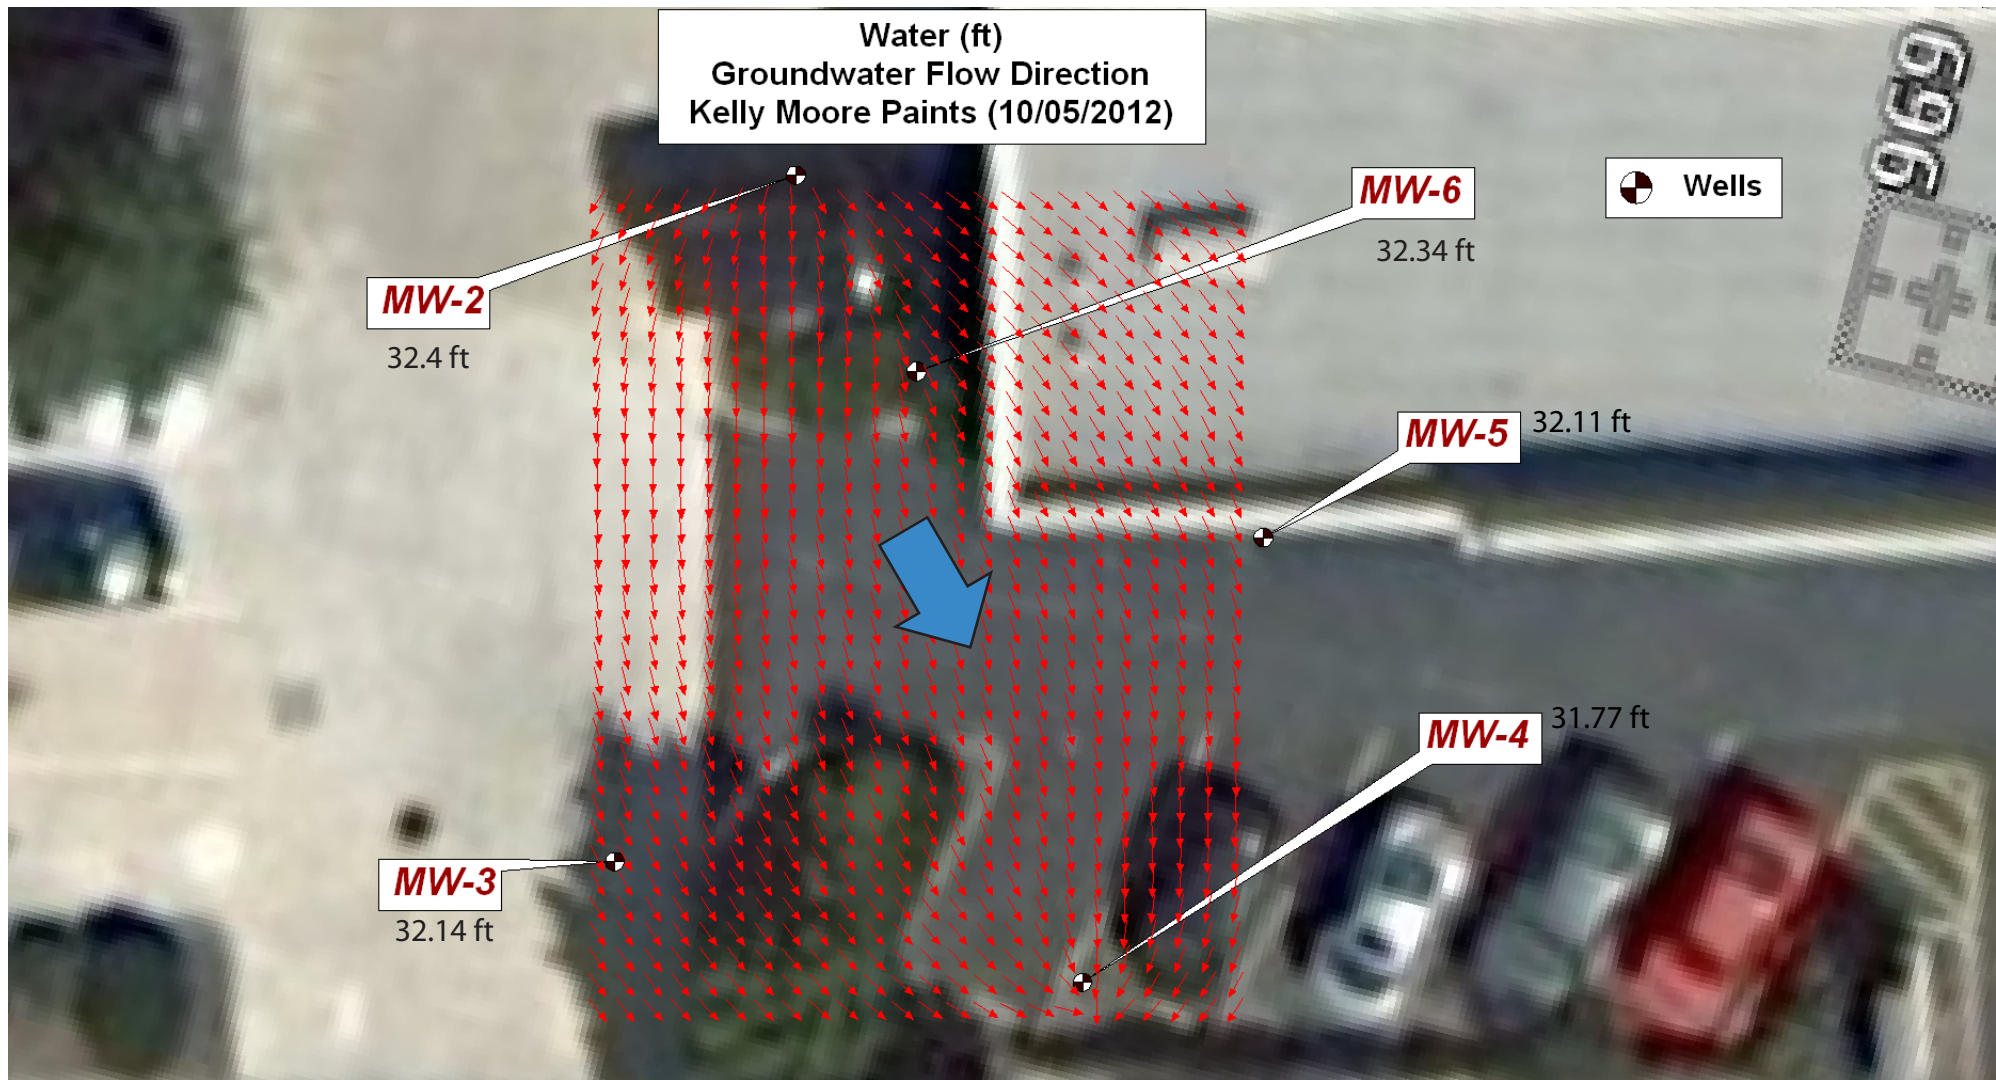 Water (ft)
Groundwater Flow Direction
Kelly Moore Paints (10/05/2012)
MW-6
32.34 ft
Wells
MW-2
32.4 ft
MW-5
32.11 ft
MW-4
31.77 ft
MW-3
32.14 ft